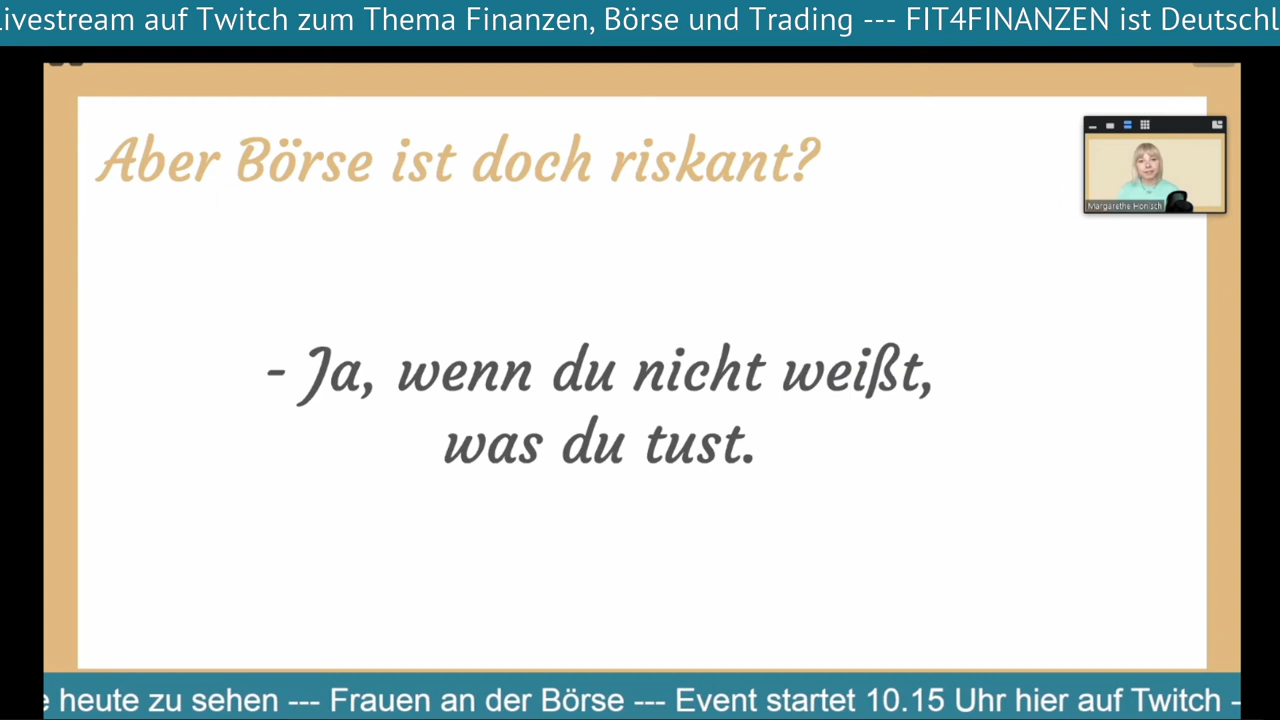 Livestream auf Twitch zum Thema Finanzen, Börse und Trading --- FIT4FINANZEN ist Deutschl
Aber Börse ist doch riskant?
Margarethe Honisch
- Ja, wenn du nicht weißt,
was du tust.
e heute zu sehen --- Frauen an der Börse --- Event startet 10.15 Uhr hier auf Twitch -